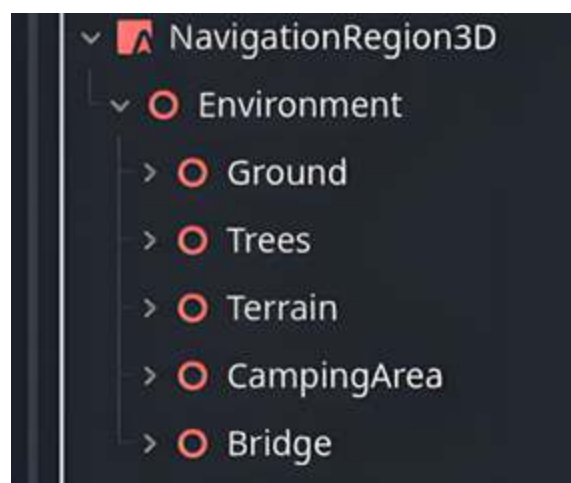 NavigationRegion3D
Environment
Ground
Trees
Terrain
CampingArea
Bridge